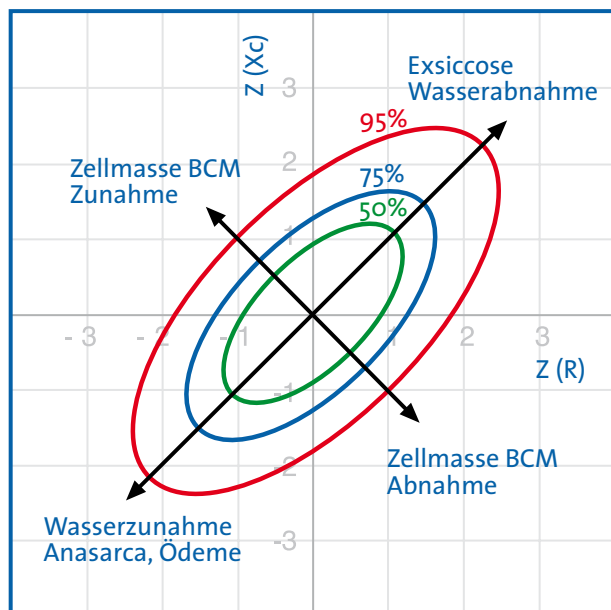 Z (Xc)
Exsiccose
Wasserabnahme
3
95%
2
Zellmasse BCM
Zunahme
75%
50%
1
-3
-2
-1
1
2
3
Z (R)
-1
Zellmasse BCM
Abnahme
-2
Wasserzunahme
Anasarca, Ödeme
-3